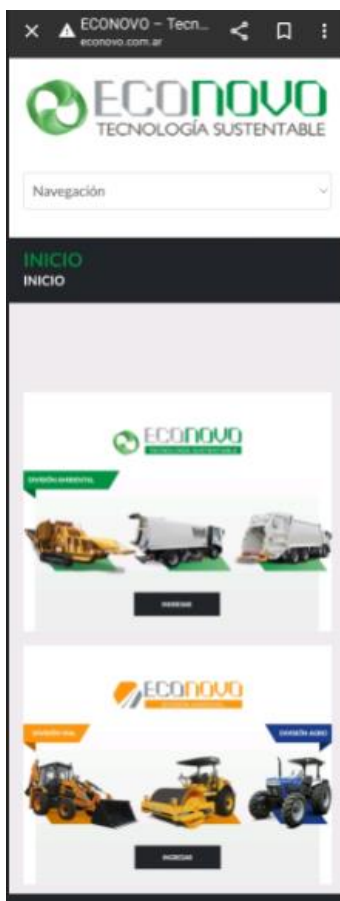 ECONOVO – Tecn...
econovo.com.ar
ECONOVO
TECNOLOGÍA SUSTENTABLE
Navegación
INICIO
INICIO
ECONOVO
TECNOLOGÍA SUSTENTABLE
DIVISIÓN AMBIENTAL
INGRESAR
ECONOVO
DIVISIÓN VIAL
DIVISIÓN AGRO
INGRESAR